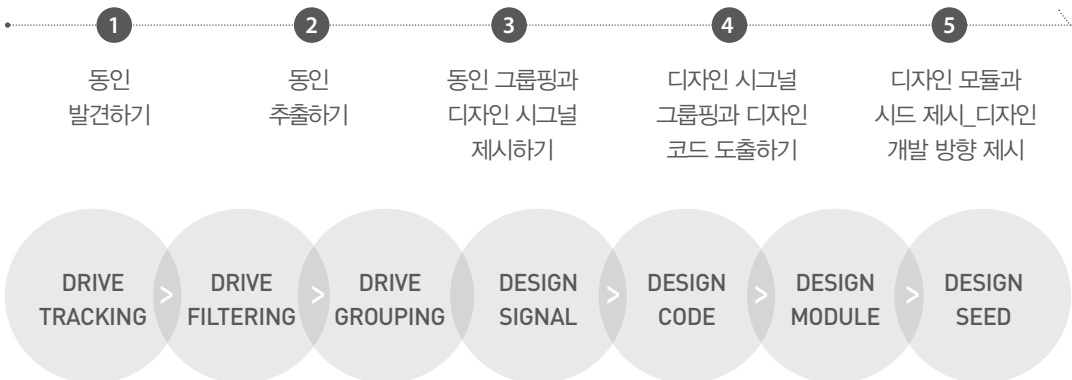 1
동인
발견하기
2
동인
추출하기
3
동인 그룹핑과
디자인 시그널
제시하기
4
디자인 시그널
그룹핑과 디자인
코드 도출하기
5
디자인 모듈과
시드 제시_디자인
개발 방향 제시
DRIVE
TRACKING
>
DRIVE
FILTERING
>
DRIVE
GROUPING
DESIGN
SIGNAL
>
DESIGN
CODE
>
DESIGN
MODULE
>
DESIGN
SEED